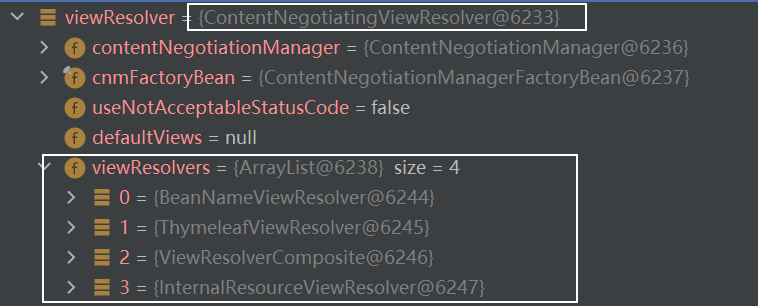 viewResolver = {ContentNegotiatingViewResolver@6233}
f contentNegotiationManager = {ContentNegotiationManager@6236}
f cnmFactoryBean = {ContentNegotiationManagerFactoryBean@6237}
f useNotAcceptableStatusCode = false
f defaultViews = null
f viewResolvers = {ArrayList@6238} size = 4
0 = {BeanNameViewResolver@6244}
1 = {ThymeleafViewResolver@6245}
2 = {ViewResolverComposite@6246}
3 = {InternalResourceViewResolver@6247}